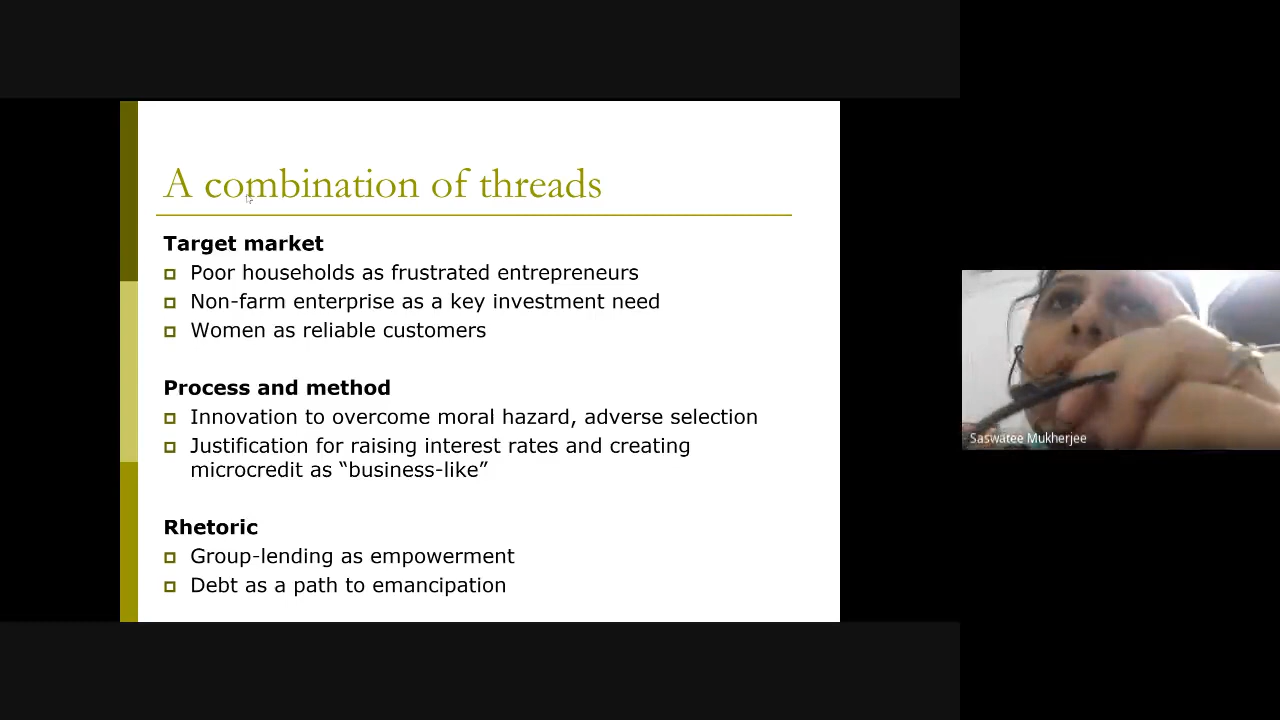 A combination of threads
Target market
Poor households as frustrated entrepreneurs
Non-farm enterprise as a key investment need
Women as reliable customers
Process and method
Innovation to overcome moral hazard, adverse selection
Justification for raising interest rates and creating
microcredit as “business-like”
Rhetoric
Group-lending as empowerment
Debt as a path to emancipation
Saswatee Mukherjee